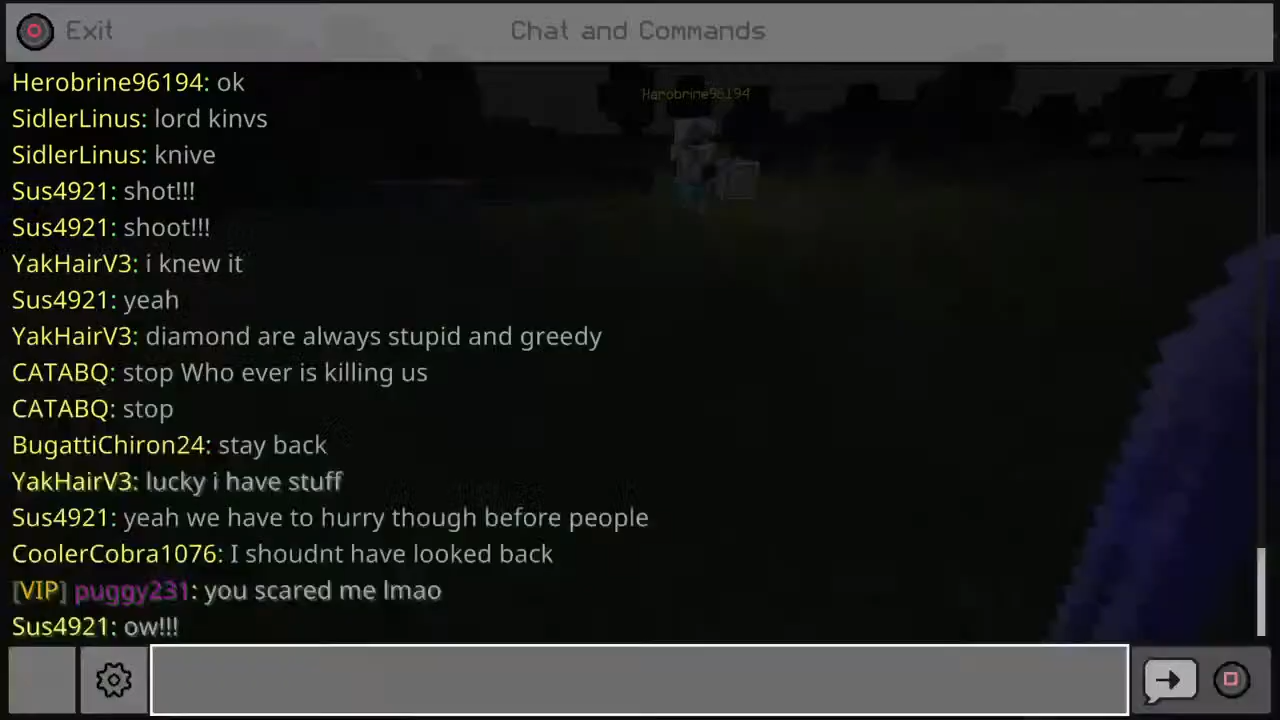 Exit
Chat and Commands
Herobrine96194
Herobrine96194: ok
SidlerLinus: lord kinvs
SidlerLinus: knive
Sus4921: shot!!!
Sus4921: shoot!!!
YakHairV3: i knew it
Sus4921: yeah
YakHairV3: diamond are always stupid and greedy
CATABQ: stop Who ever is killing us
CATABQ: stop
BugattiChiron24: stay back
YakHairV3: lucky i have stuff
Sus4921: yeah we have to hurry though before people
CoolerCobra1076: I shoudnt have looked back
[VIP] puggy231: you scared me lmao
Sus4921: ow!!!